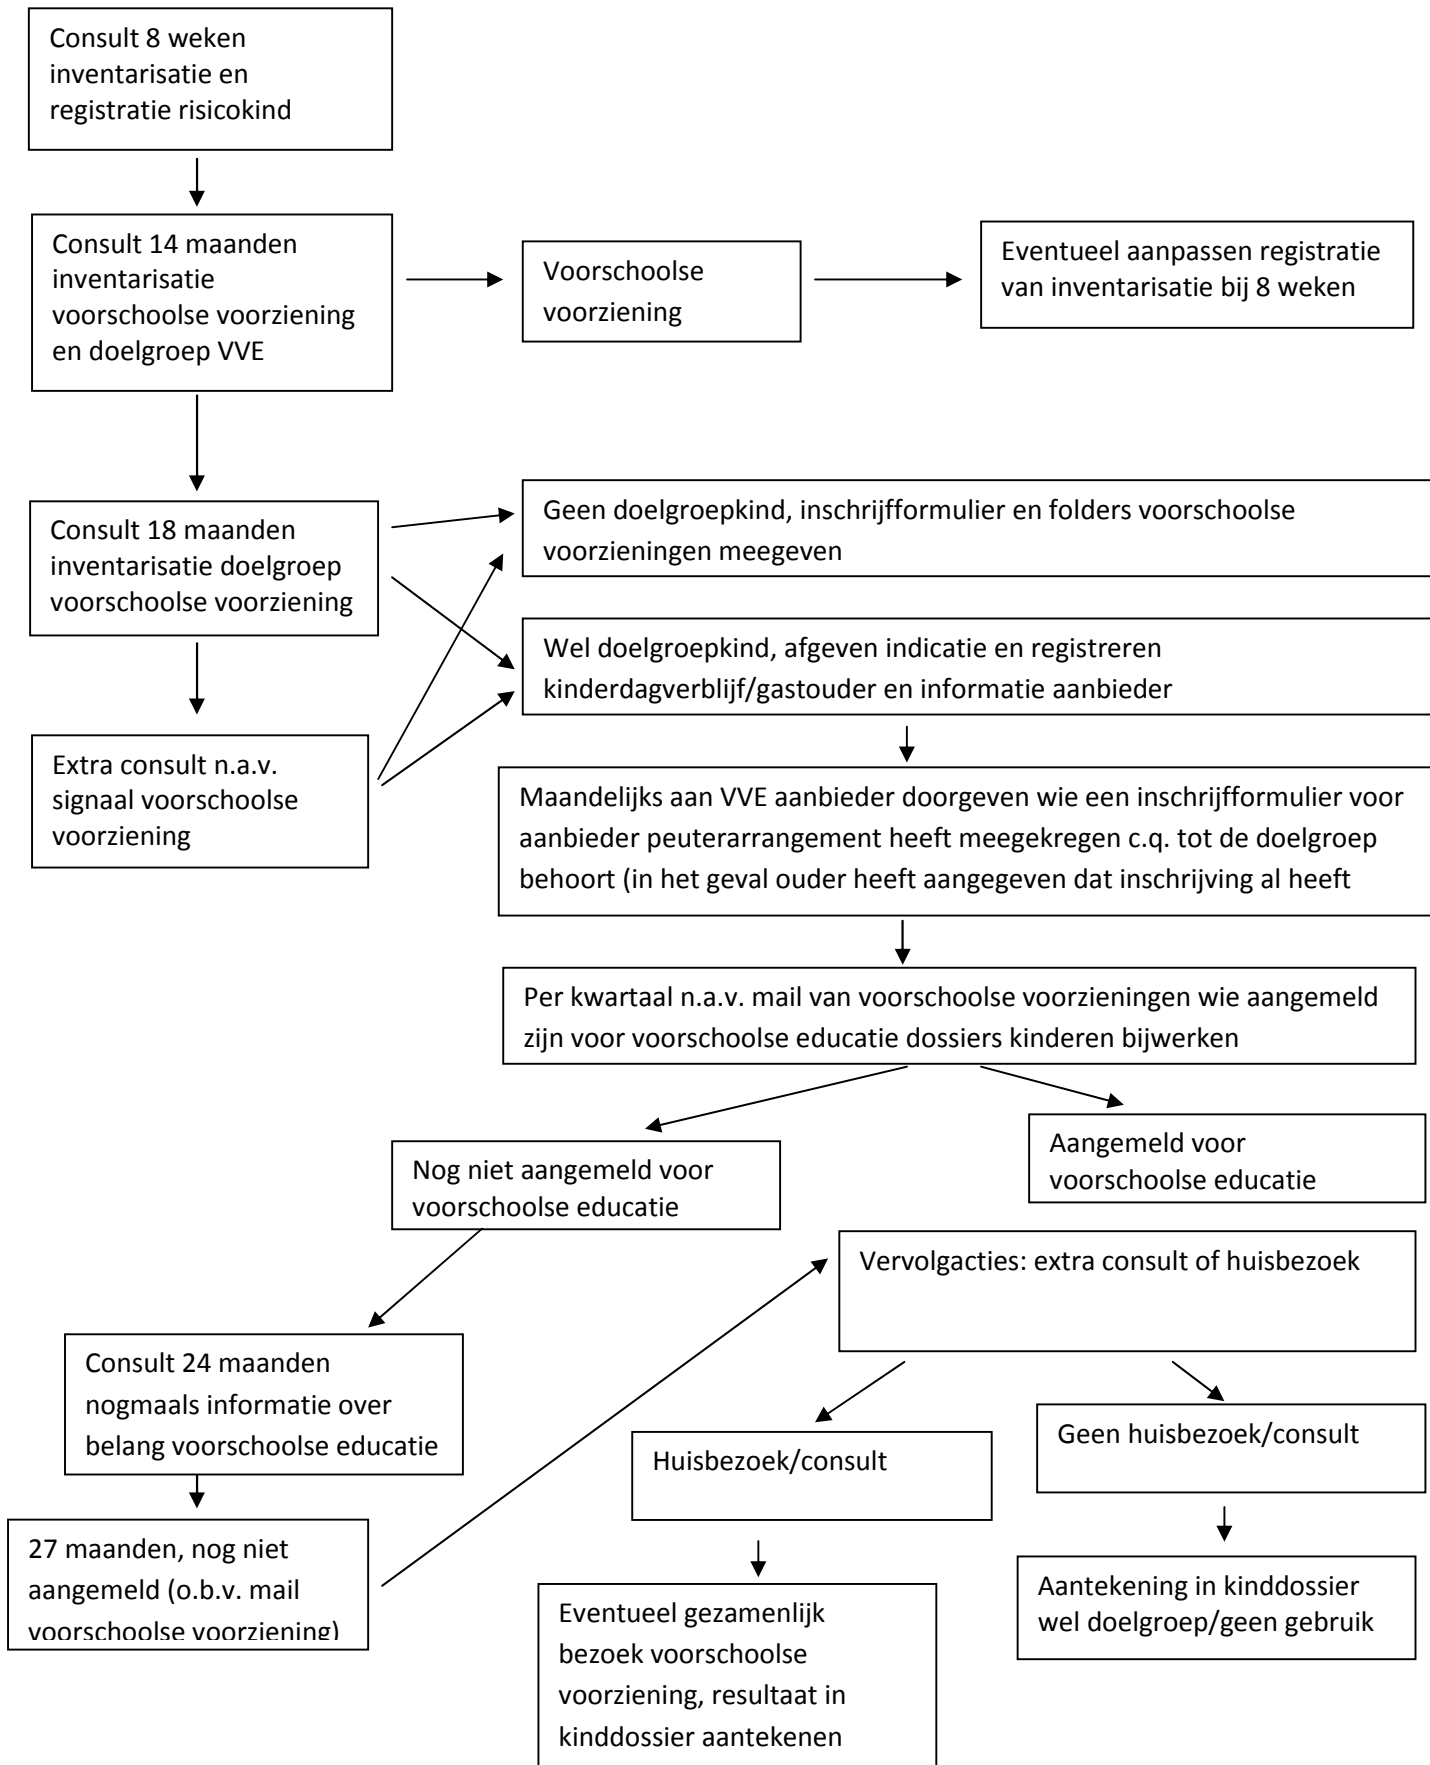 Consult 8 weken
inventarisatie en
registratie risicokind
Consult 14 maanden
inventarisatie
voorschoolse voorziening
en doelgroep VVE
Voorschoolse
voorziening
Eventueel aanpassen registratie
van inventarisatie bij 8 weken
Consult 18 maanden
inventarisatie doelgroep
voorschoolse voorziening
Geen doelgroepkind, inschrijfformulier en folders voorschoolse
voorzieningen meegeven
Wel doelgroepkind, afgeven indicatie en registreren
kinderdagverblijf/gastouder en informatie aanbieder
Extra consult n.a.v.
signaal voorschoolse
voorziening
Maandelijks aan VVE aanbieder doorgeven wie een inschrijfformulier voor
aanbieder peuterarrangement heeft meegekregen c.q. tot de doelgroep
behoort (in het geval ouder heeft aangegeven dat inschrijving al heeft
Per kwartaal n.a.v. mail van voorschoolse voorzieningen wie aangemeld
zijn voor voorschoolse educatie dossiers kinderen bijwerken
Nog niet aangemeld voor
voorschoolse educatie
Aangemeld voor
voorschoolse educatie
Vervolgacties: extra consult of huisbezoek
Consult 24 maanden
nogmaals informatie over
belang voorschoolse educatie
Huisbezoek/consult
Geen huisbezoek/consult
27 maanden, nog niet
aangemeld (o.b.v. mail
voorschoolse voorziening)
Eventueel gezamenlijk
bezoek voorschoolse
voorziening, resultaat in
kinddossier aantekenen
Aantekening in kinddossier
wel doelgroep/geen gebruik